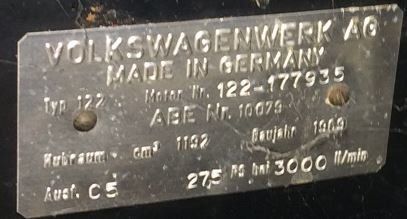 VOLKSWAGENWERK AG
MADE IN GERMANY
Typ 122 Motor Nr. 122-177935
ABE Nr. 10079
Hubraum cm³ 1192 Baujahr 1969
Ausf. C5 27,5 PS bei 3000 U/min